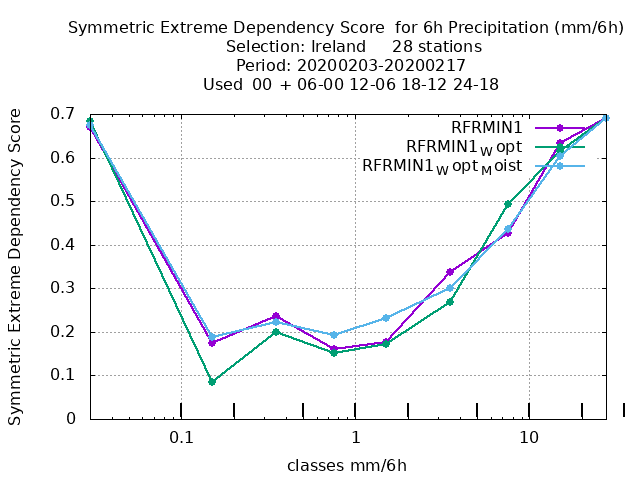 Symmetric Extreme Dependency Score  for 6h Precipitation (mm/6h)
Selection: Ireland     28 stations
Period: 20200203-20200217
Used  00  + 06-00 12-06 18-12 24-18
Symmetric Extreme Dependency Score
0.7
0.6
0.5
0.4
0.3
0.2
0.1
0
RFRMIN1
RFRMIN1Wopt
RFRMIN1WoptMoist
0.1
1
10
classes mm/6h